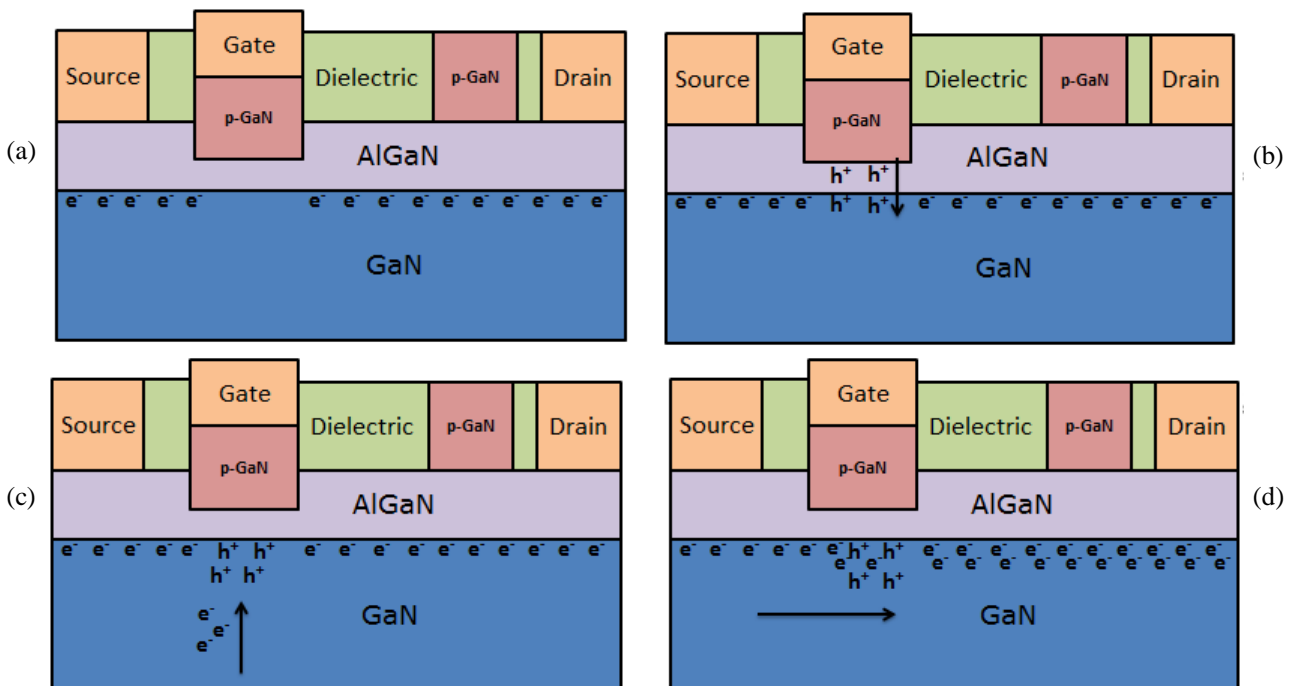 Gate
Source Dielectric p-GaN Drain
p-GaN
(a) AlGaN
e- e- e- e- e- e- e- e- e- e- e- e- e- e-
GaN
Gate
Source Dielectric p-GaN Drain
p-GaN
AlGaN (b)
h+ h+
e- e- e- e- e- h+ h+ e- e- e- e- e- e- e- e- e-
GaN
Gate
Source Dielectric p-GaN Drain
p-GaN
(c) AlGaN
e- e- e- e- e- h+ h+ e- e- e- e- e- e- e- e- e-
h+ h+
e-
e- GaN
e-
Gate
Source Dielectric p-GaN Drain
p-GaN
AlGaN (d)
e- e- e- e- e- h+ h+ e- e- e- e- e- e- e- e- e-
e- e- e- e- e- e- e- e- e- e- e-
h+ h+
GaN